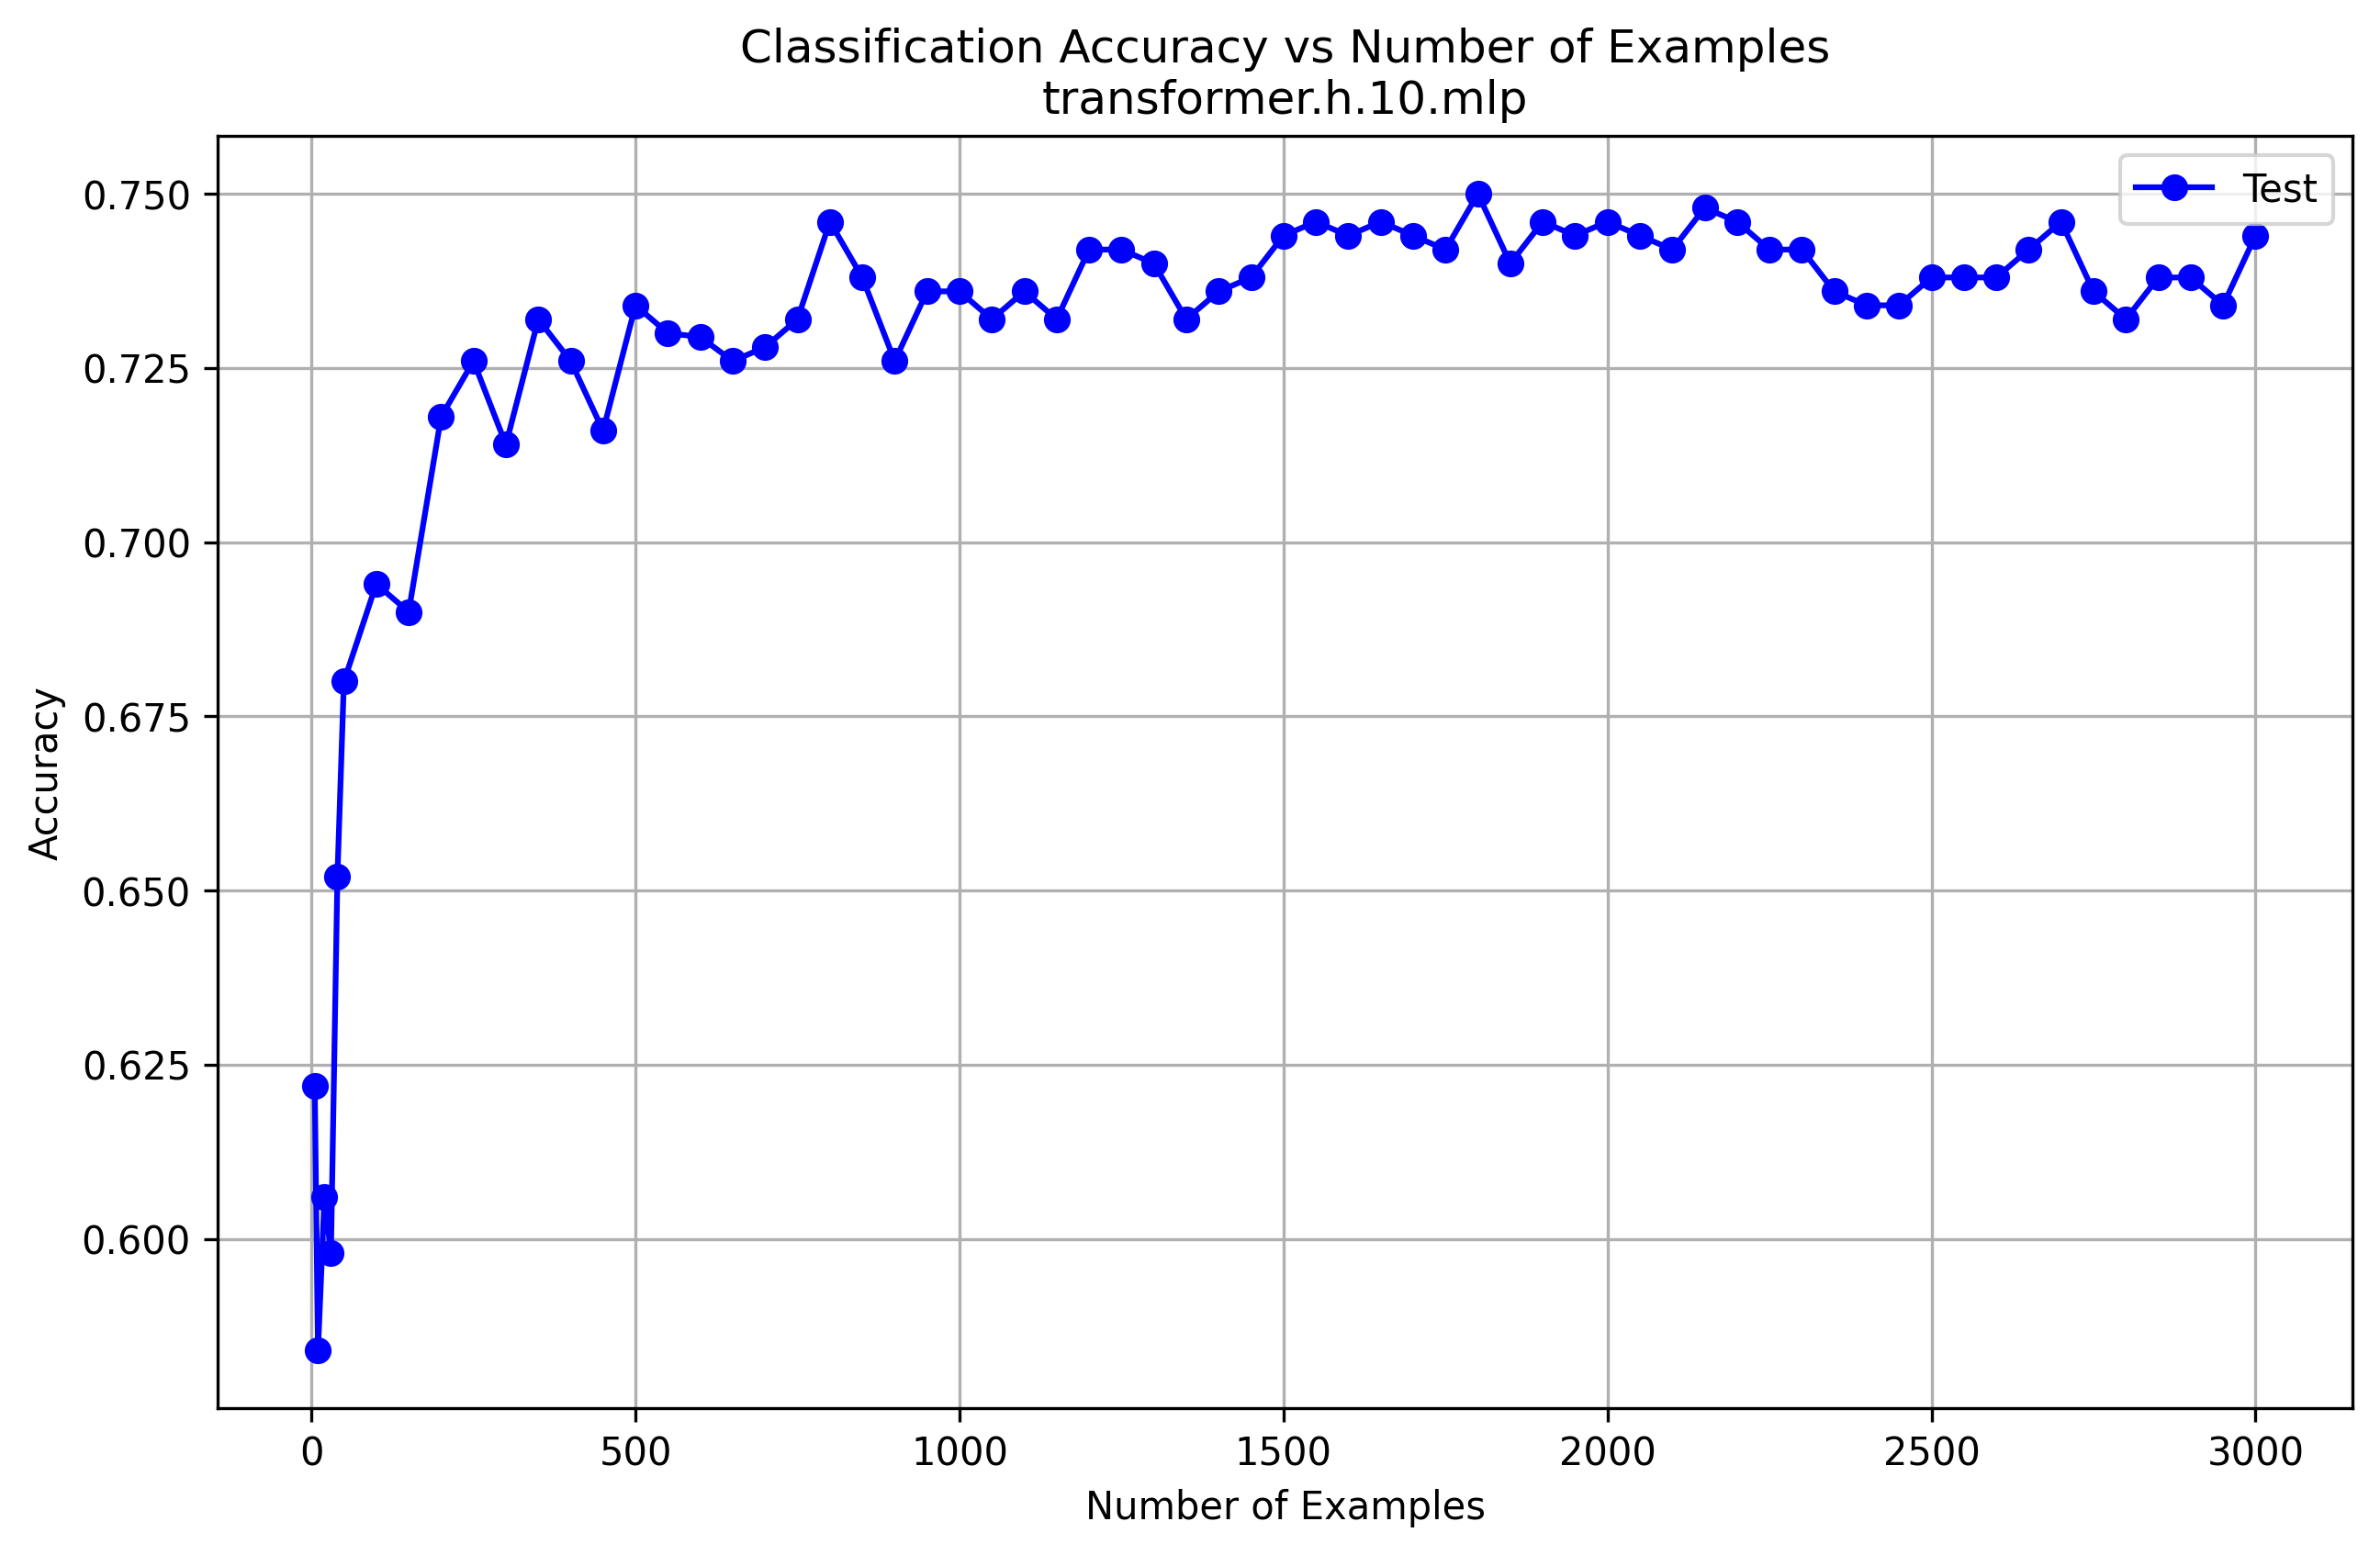 Classification Accuracy vs Number of Examples
transformer.h.10.mlp
Test
0.750
0.725
0.700
0.675
0.650
0.625
0.600
Accuracy
0 500 1000 1500 2000 2500 3000
Number of Examples